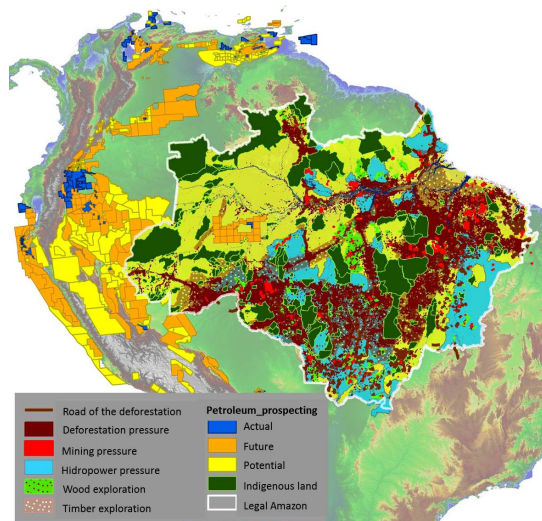 Road of the deforestation
Deforestation pressure
Mining pressure
Hidropower pressure
Wood exploration
Timber exploration
Petroleum_prospecting
Actual
Future
Potential
Indigenous land
Legal Amazon